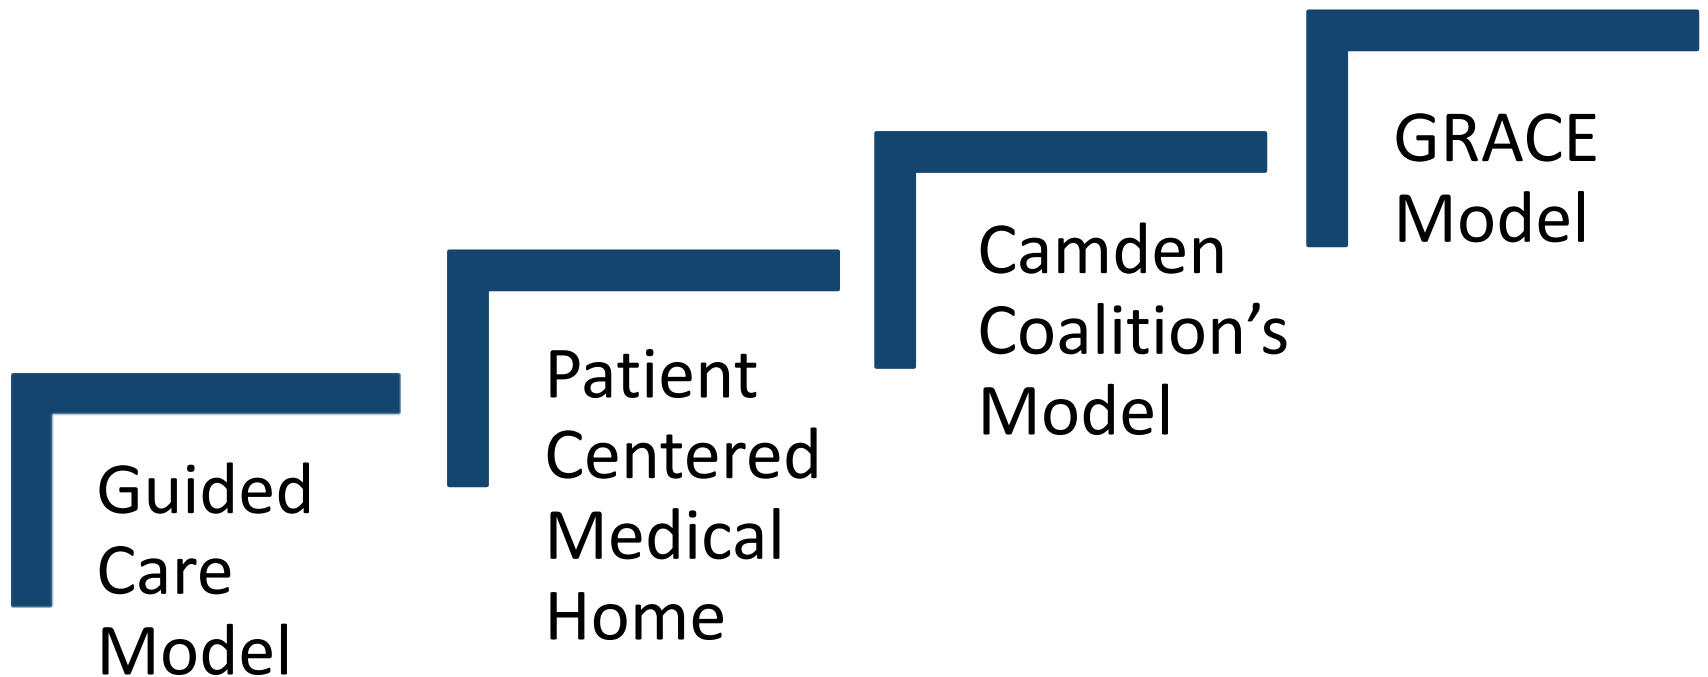 Guided
Care
Model
Patient
Centered
Medical
Home
Camden
Coalition’s
Model
GRACE
Model